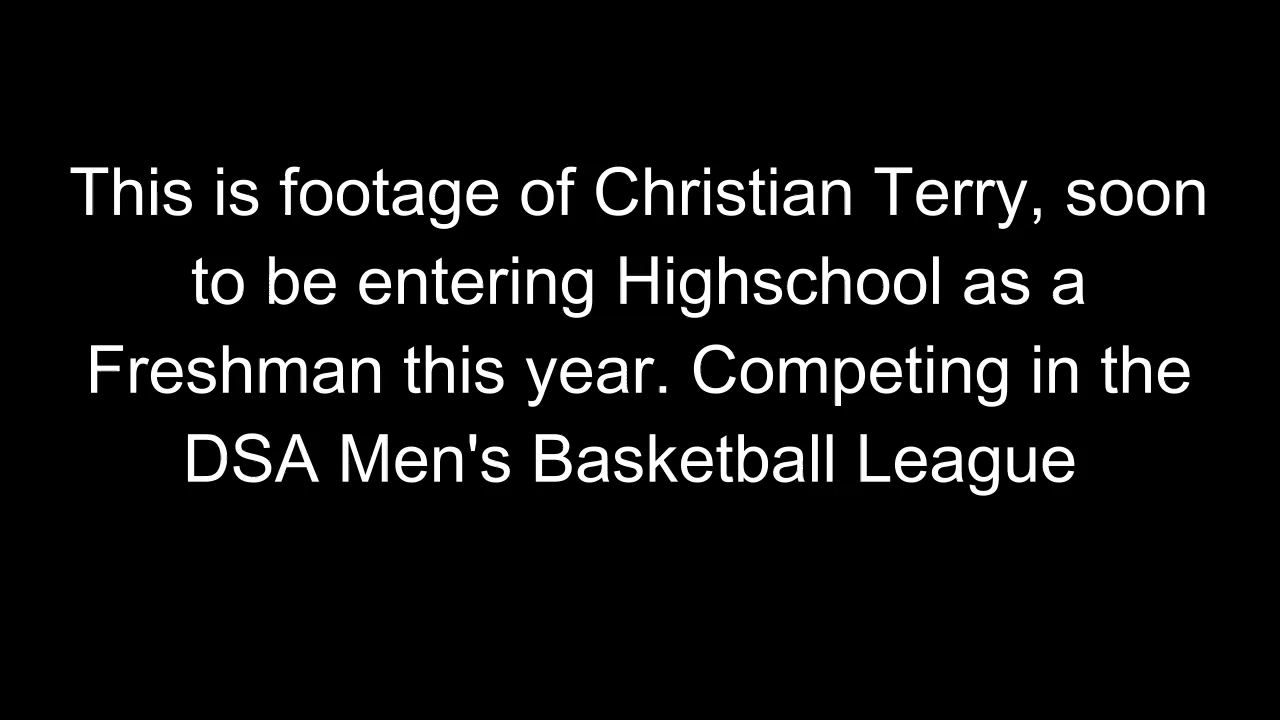 This is footage of Christian Terry, soon
to be entering Highschool as a
Freshman this year. Competing in the
DSA Men's Basketball League